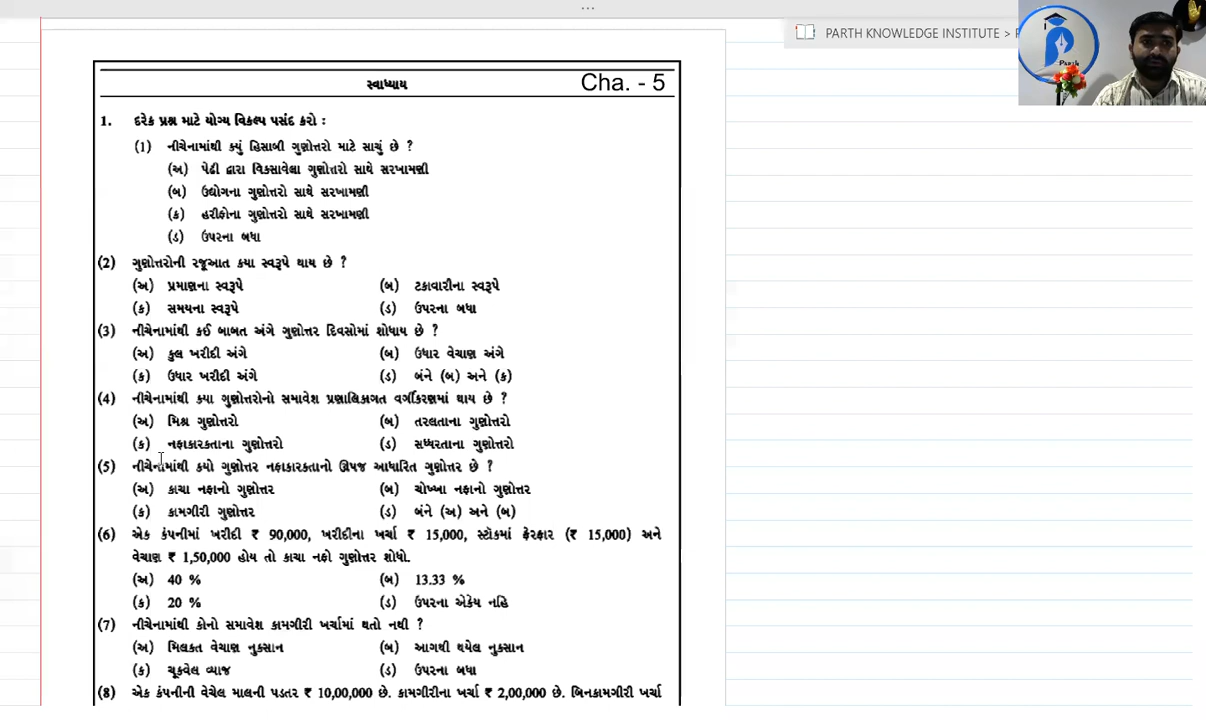 PARTH KNOWLEDGE INSTITUTE >
Parth
સ્વાધ્યાય Cha. - 5
1. દરેક પ્રશ્ન માટે યોગ્ય વિકલ્પ પસંદ કરો :
(1) નીચેનામાંથી ક્યું હિસાબી ગુણોત્તરો માટે સાચું છે ?
(અ) પેઢી દ્વારા વિકસાવેલા ગુણોત્તરો સાથે સરખામણી
(બ) ઉદ્યોગના ગુણોત્તરો સાથે સરખામણી
(ક) હરીફોના ગુણોત્તરો સાથે સરખામણી
(ડ) ઉપરના બધા
(2) ગુણોત્તરોની રજૂઆત કયા સ્વરૂપે થાય છે ?
(અ) પ્રમાણના સ્વરૂપે (બ) ટકાવારીના સ્વરૂપે
(ક) સમયના સ્વરૂપે (ડ) ઉપરના બધા
(3) નીચેનામાંથી કઈ બાબત અંગે ગુણોત્તર દિવસોમાં શોધાય છે ?
(અ) કુલ ખરીદી અંગે (બ) ઉધાર વેચાણ અંગે
(ક) ઉધાર ખરીદી અંગે (ડ) બંને (બ) અને (ક)
(4) નીચેનામાંથી ક્યા ગુણોત્તરોનો સમાવેશ પ્રણાલિકાગત વર્ગીકરણમાં થાય છે ?
(અ) મિશ્ર ગુણોત્તરો (બ) તરલતાના ગુણોત્તરો
(ક) નફાકારકતાના ગુણોત્તરો (ડ) સધ્ધરતાના ગુણોત્તરો
(5) નીચેનામાંથી કયો ગુણોત્તર નફાકારકતાનો ઊપજ આધારિત ગુણોત્તર છે ?
(અ) કાચા નફાનો ગુણોત્તર (બ) ચોખ્ખા નફાનો ગુણોત્તર
(ક) કામગીરી ગુણોત્તર (ડ) બંને (અ) અને (બ)
(6) એક કંપનીમાં ખરીદી ₹ 90,000, ખરીદીના ખર્ચા ₹ 15,000, સ્ટૉકમાં ફેરફાર (₹ 15,000) અને
વેચાણ ₹ 1,50,000 હોય તો કાચા નફો ગુણોત્તર શોધો.
(અ) 40 % (બ) 13.33 %
(ક) 20 % (ડ) ઉપરના એકેય નહિ
(7) નીચેનામાંથી કોનો સમાવેશ કામગીરી ખર્ચામાં થતો નથી ?
(અ) મિલકત વેચાણ નુકસાન (બ) આગથી થયેલ નુકસાન
(ક) ચૂકવેલ વ્યાજ (ડ) ઉપરના બધા
(8) એક કંપનીની વેચેલ માલની પડતર ₹ 10,00,000 છે. કામગીરીના ખર્ચા ₹ 2,00,000 છે. બિનકામગીરી ખર્ચા